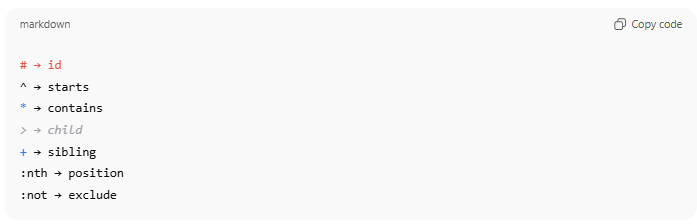 markdown
Copy code
# → id
^ → starts
* → contains
> → child
+ → sibling
:nth → position
:not → exclude